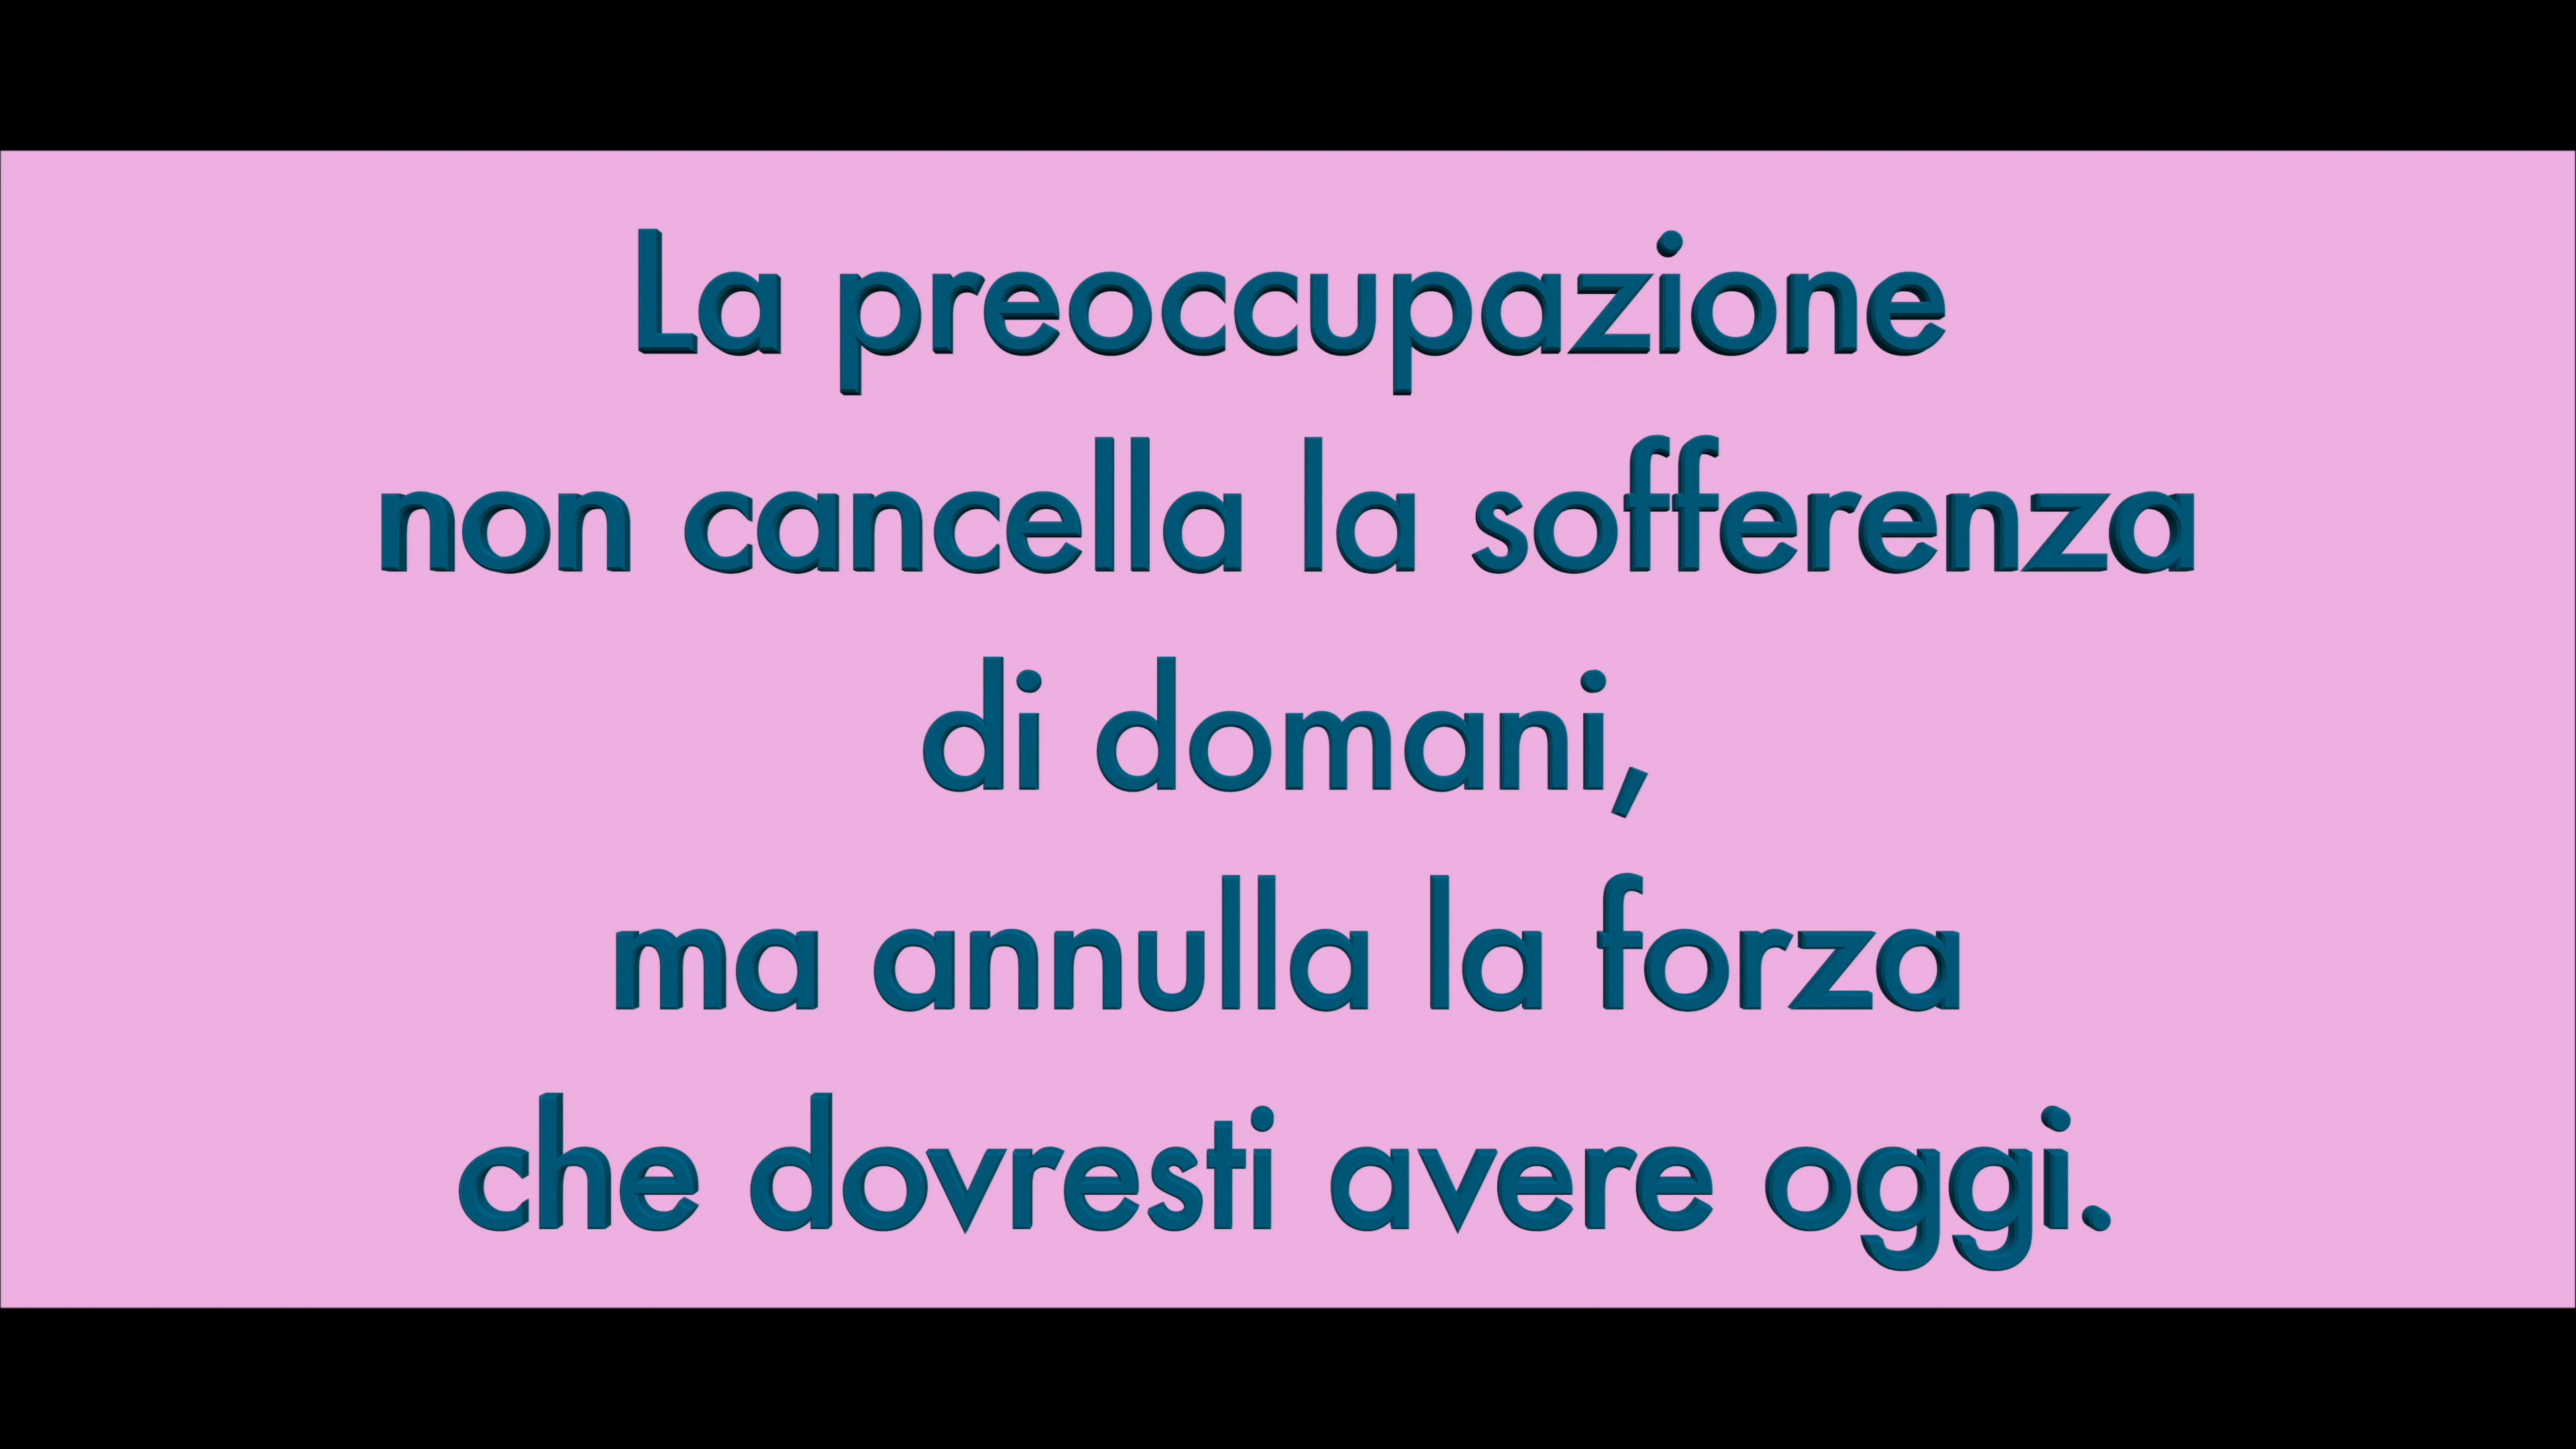 La preoccupazione
non cancella la sofferenza
di domani,
ma annulla la forza
che dovresti avere oggi.